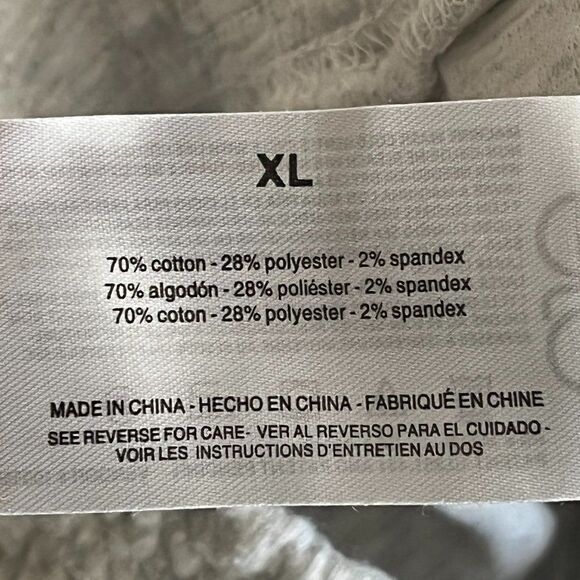 XL
70% cotton - 28% polyester - 2% spandex
70% algodón - 28% poliéster - 2% spandex
70% coton - 28% polyester - 2% spandex
MADE IN CHINA - HECHO EN CHINA - FABRIQUÉ EN CHINE
SEE REVERSE FOR CARE- VER AL REVERSO PARA EL CUIDADO -
VOIR LES INSTRUCTIONS D'ENTRETIEN AU DOS